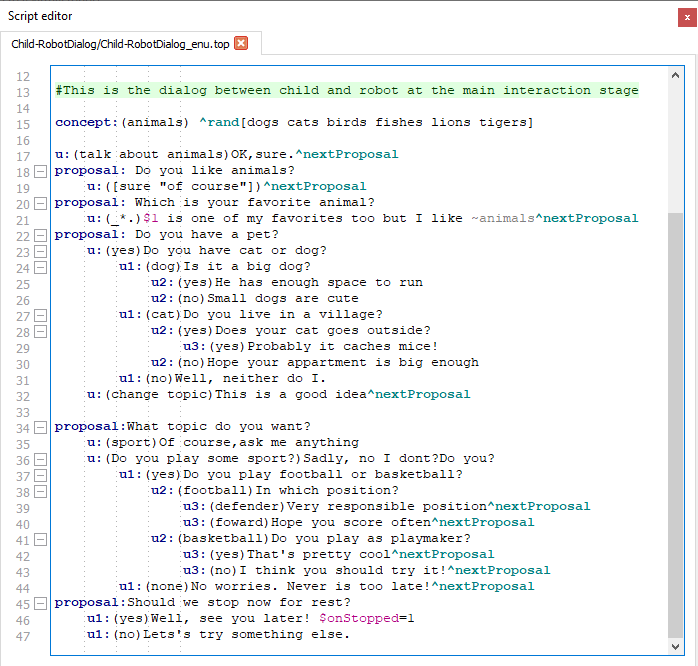 Script editor
x
Child-RobotDialog/Child-RobotDialog_enu.top
12
13 #This is the dialog between child and robot at the main interaction stage
14
15 concept:(animals) ^rand[dogs cats birds fishes lions tigers]
16
17 u:(talk about animals)OK,sure.^nextProposal
18 proposal: Do you like animals?
19 u:([sure "of course"])^nextProposal
20 proposal: Which is your favorite animal?
21 u:(_*.)$1 is one of my favorites too but I like ~animals^nextProposal
22 proposal: Do you have a pet?
23 u:(yes)Do you have cat or dog?
24 u1:(dog)Is it a big dog?
25 u2:(yes)He has enough space to run
26 u2:(no)Small dogs are cute
27 u1:(cat)Do you live in a village?
28 u2:(yes)Does your cat goes outside?
29 u3:(yes)Probably it caches mice!
30 u2:(no)Hope your appartment is big enough
31 u1:(no)Well, neither do I.
32 u:(change topic)This is a good idea^nextProposal
33
34 proposal:What topic do you want?
35 u:(sport)Of course,ask me anything
36 u:(Do you play some sport?)Sadly, no I dont?Do you?
37 u1:(yes)Do you play football or basketball?
38 u2:(football)In which position?
39 u3:(defender)Very responsible position^nextProposal
40 u3:(foward)Hope you score often^nextProposal
41 u2:(basketball)Do you play as playmaker?
42 u3:(yes)That's pretty cool^nextProposal
43 u3:(no)I think you should try it!^nextProposal
44 u1:(none)No worries. Never is too late!^nextProposal
45 proposal:Should we stop now for rest?
46 u1:(yes)Well, see you later! $onStopped=1
47 u1:(no)Lets's try something else.